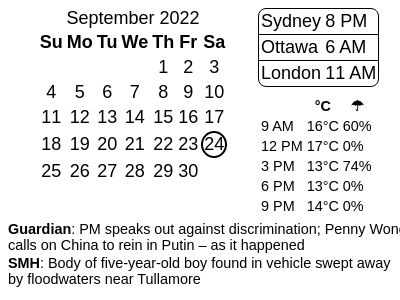 September 2022
Su Mo Tu We Th Fr Sa
1 2 3
4 5 6 7 8 9 10
11 12 13 14 15 16 17
18 19 20 21 22 23 24
25 26 27 28 29 30
Sydney 8 PM
Ottawa 6 AM
London 11 AM
°C ☂
9 AM 16°C 60%
12 PM 17°C 0%
3 PM 13°C 74%
6 PM 13°C 0%
9 PM 14°C 0%
Guardian: PM speaks out against discrimination; Penny Won
calls on China to rein in Putin – as it happened
SMH: Body of five-year-old boy found in vehicle swept away
by floodwaters near Tullamore